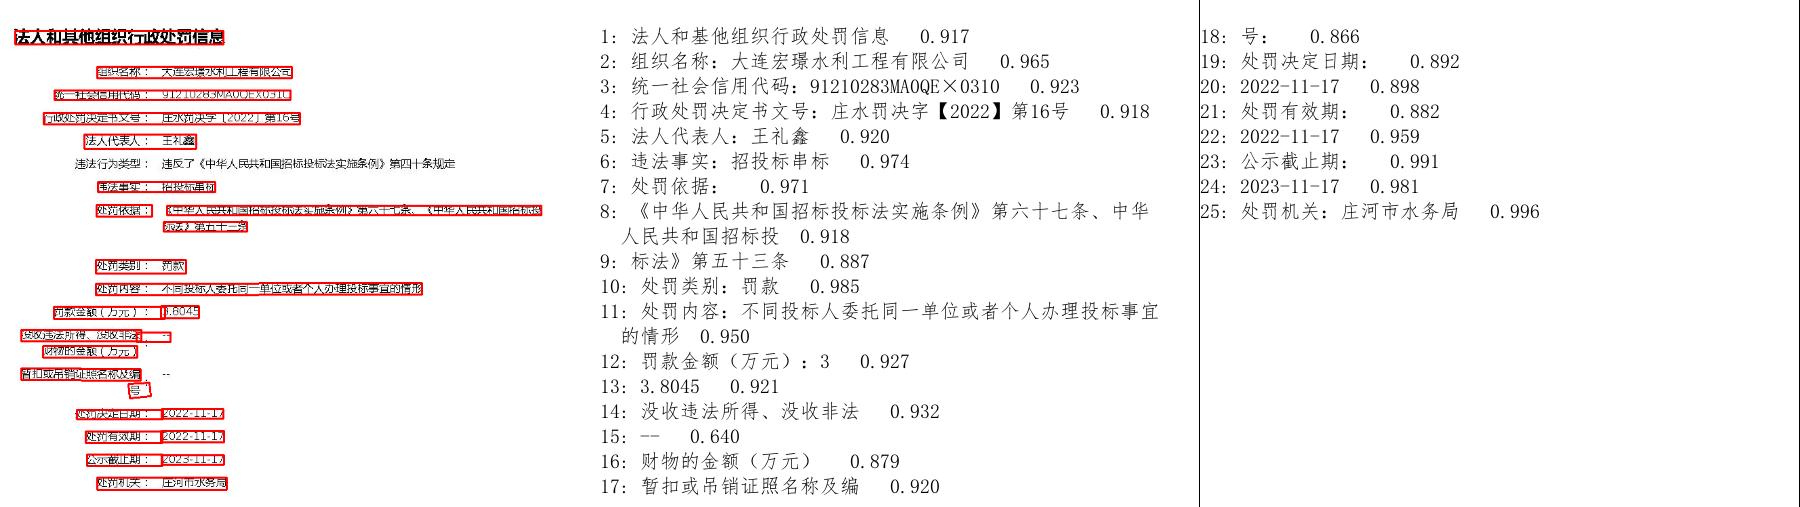 法人和其他组织行政处罚信息
组织名称： 大连宏璟水利工程有限公司
统一社会信用代码： 91210283MA0QEX0310
行政处罚决定书文号： 庄水罚决字〔2022〕第16号
法人代表人： 王礼鑫
违法行为类型： 违反了《中华人民共和国招标投标法实施条例》第四十条规定
违法事实： 招投标串标
处罚依据： 《中华人民共和国招标投标法实施条例》第六十七条、《中华人民共和国招标投
标法》第五十三条
处罚类别： 罚款
处罚内容： 不同投标人委托同一单位或者个人办理投标事宜的情形
罚款金额（万元）： 3.8045
没收违法所得、没收非法 --
财物的金额（万元）：
暂扣或吊销证照名称及编 --
号：
处罚决定日期： 2022-11-17
处罚有效期： 2022-11-17
公示截止期： 2023-11-17
处罚机关： 庄河市水务局
1: 法人和基他组织行政处罚信息 0.917
2: 组织名称: 大连宏璟水利工程有限公司 0.965
3: 统一社会信用代码: 91210283MA0QE×0310 0.923
4: 行政处罚决定书文号: 庄水罚决字【2022】第16号 0.918
5: 法人代表人: 王礼鑫 0.920
6: 违法事实: 招投标串标 0.974
7: 处罚依据: 0.971
8: 《中华人民共和国招标投标法实施条例》第六十七条、中华
人民共和国招标投 0.918
9: 标法》第五十三条 0.887
10: 处罚类别: 罚款 0.985
11: 处罚内容: 不同投标人委托同一单位或者个人办理投标事宜
的情形 0.950
12: 罚款金额（万元）: 3 0.927
13: 3.8045 0.921
14: 没收违法所得、没收非法 0.932
15: -- 0.640
16: 财物的金额（万元） 0.879
17: 暂扣或吊销证照名称及编 0.920
18: 号: 0.866
19: 处罚决定日期: 0.892
20: 2022-11-17 0.898
21: 处罚有效期: 0.882
22: 2022-11-17 0.959
23: 公示截止期: 0.991
24: 2023-11-17 0.981
25: 处罚机关: 庄河市水务局 0.996